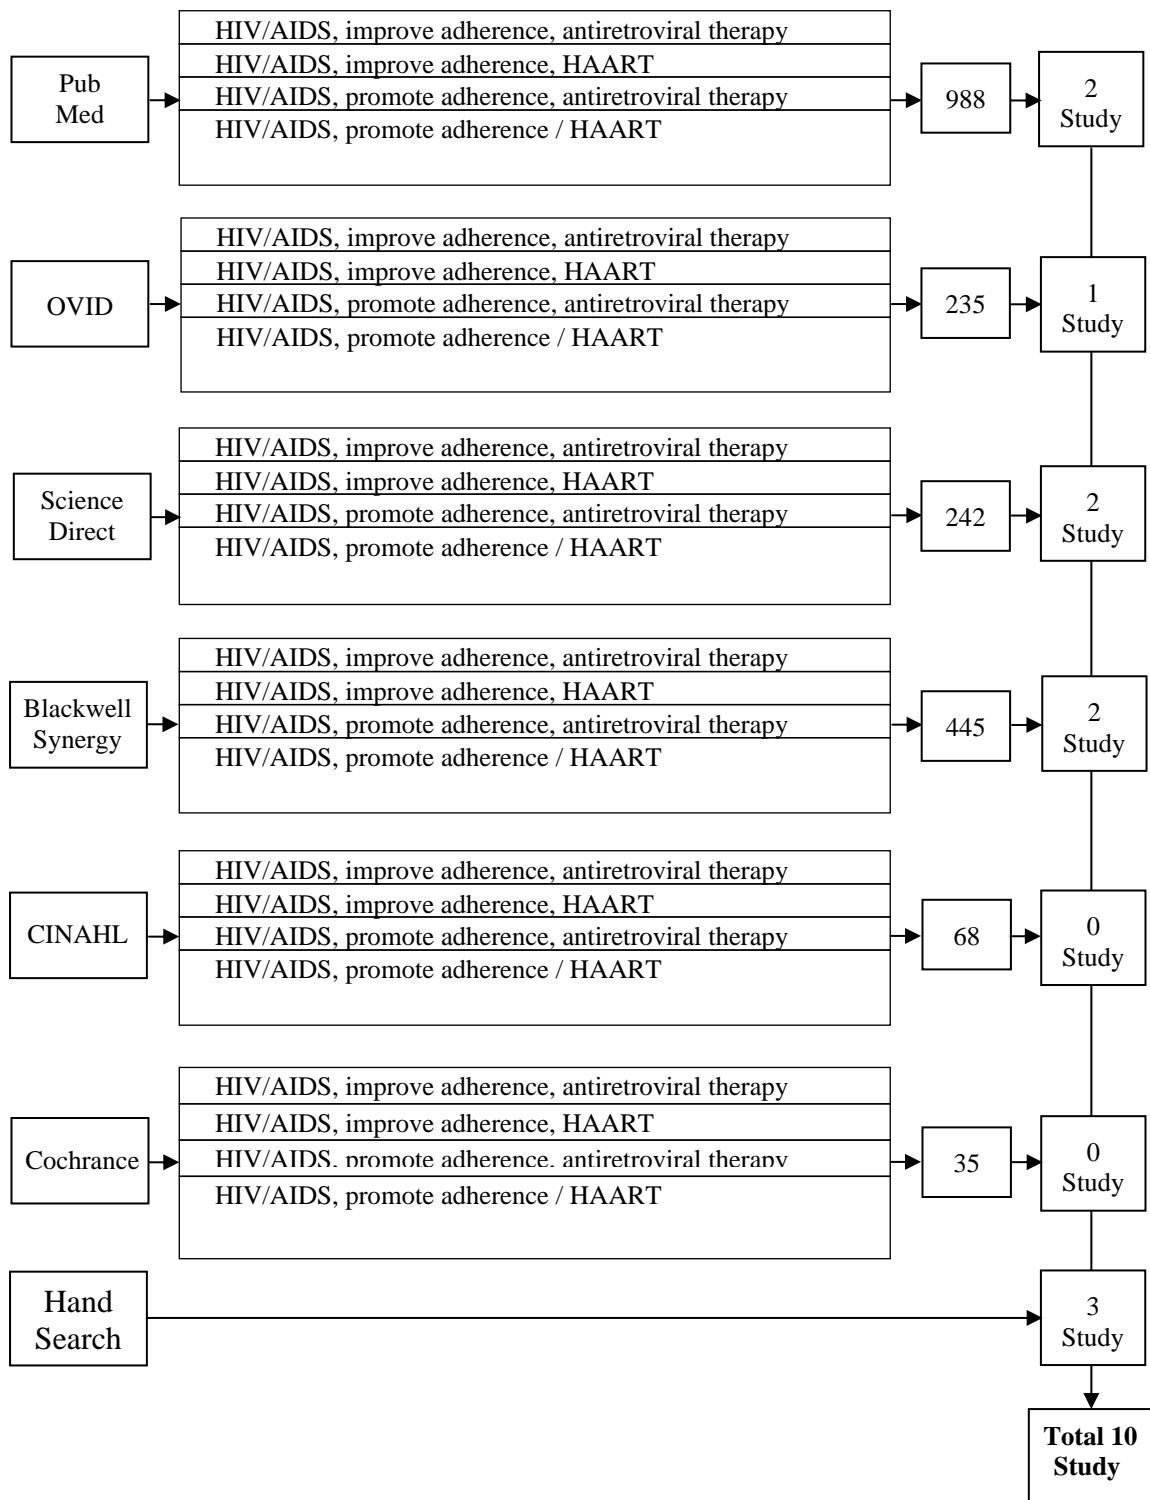 Pub
Med
HIV/AIDS, improve adherence, antiretroviral therapy
HIV/AIDS, improve adherence, HAART
HIV/AIDS, promote adherence, antiretroviral therapy
HIV/AIDS, promote adherence / HAART
988
2
Study
OVID
HIV/AIDS, improve adherence, antiretroviral therapy
HIV/AIDS, improve adherence, HAART
HIV/AIDS, promote adherence, antiretroviral therapy
HIV/AIDS, promote adherence / HAART
235
1
Study
Science
Direct
HIV/AIDS, improve adherence, antiretroviral therapy
HIV/AIDS, improve adherence, HAART
HIV/AIDS, promote adherence, antiretroviral therapy
HIV/AIDS, promote adherence / HAART
242
2
Study
Blackwell
Synergy
HIV/AIDS, improve adherence, antiretroviral therapy
HIV/AIDS, improve adherence, HAART
HIV/AIDS, promote adherence, antiretroviral therapy
HIV/AIDS, promote adherence / HAART
445
2
Study
CINAHL
HIV/AIDS, improve adherence, antiretroviral therapy
HIV/AIDS, improve adherence, HAART
HIV/AIDS, promote adherence, antiretroviral therapy
HIV/AIDS, promote adherence / HAART
68
0
Study
Cochrance
HIV/AIDS, improve adherence, antiretroviral therapy
HIV/AIDS, improve adherence, HAART
HIV/AIDS, promote adherence, antiretroviral therapy
HIV/AIDS, promote adherence / HAART
35
0
Study
Hand
Search
3
Study
Total 10
Study